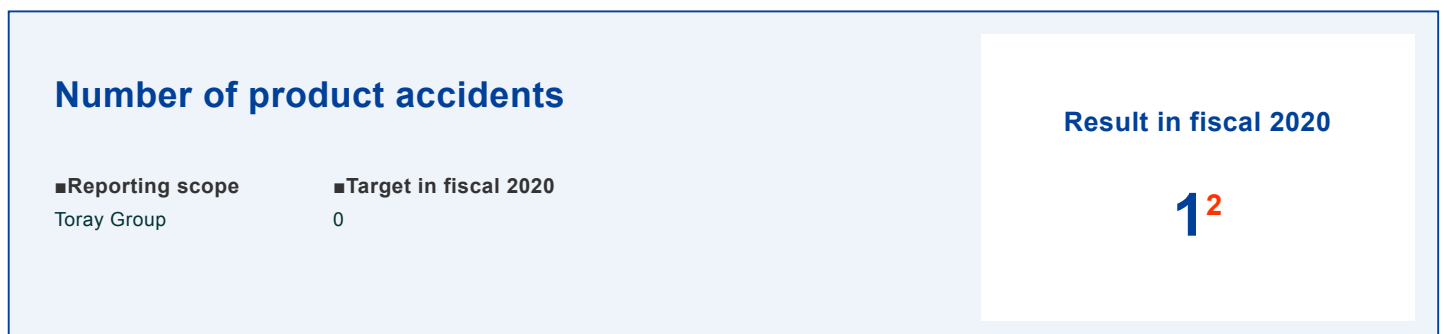 Number of product accidents
■Reporting scope
Toray Group
■Target in fiscal 2020
0
Result in fiscal 2020
1 2